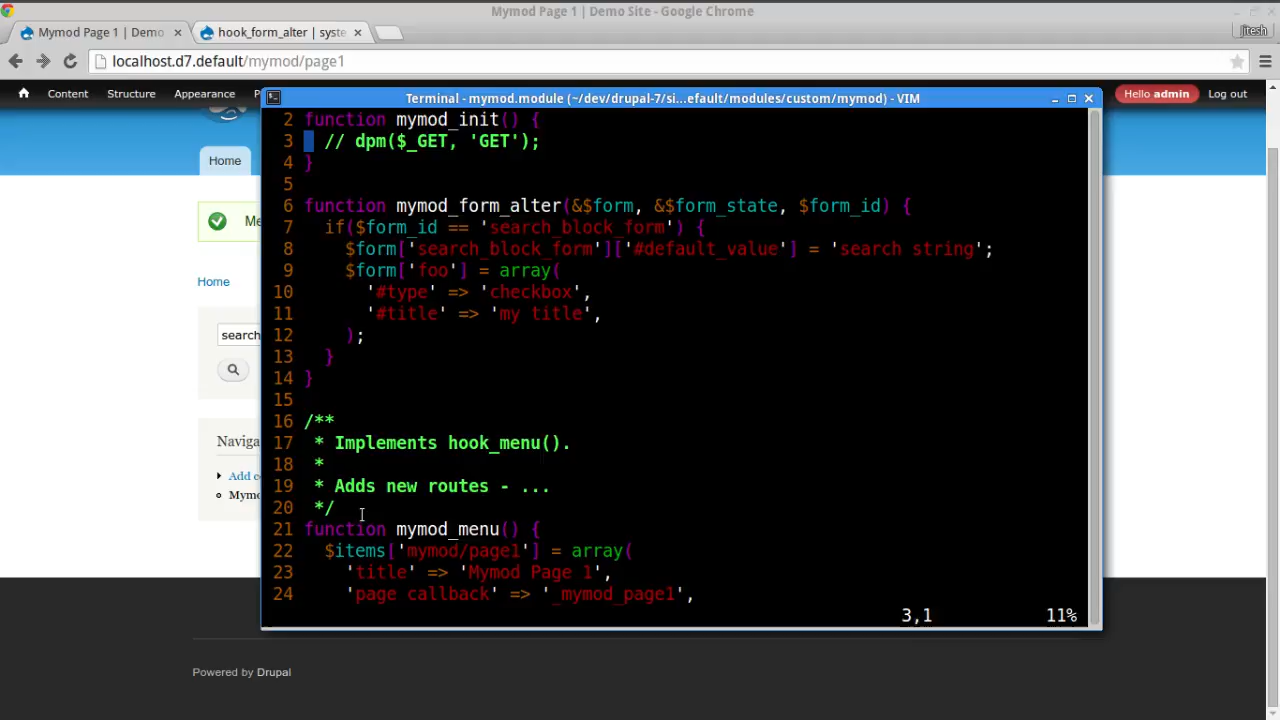 Mymod Page 1 | Demo Site - Google Chrome
Mymod Page 1 | Demo × hook_form_alter | syste ×
jitesh
localhost.d7.default/mymod/page1
Content Structure Appearance P Hello admin Log out
Terminal - mymod.module (~/dev/drupal-7/si...efault/modules/custom/mymod) - VIM
Home
Me
Home
search
Naviga
Add co
Mymo
2 function mymod_init() {
3 // dpm($_GET, 'GET');
4 }
5
6 function mymod_form_alter(&$form, &$form_state, $form_id) {
7 if($form_id == 'search_block_form') {
8 $form['search_block_form']['#default_value'] = 'search string';
9 $form['foo'] = array(
10 '#type' => 'checkbox',
11 '#title' => 'my title',
12 );
13 }
14 }
15
16 /**
17 * Implements hook_menu().
18 *
19 * Adds new routes - ...
20 */
21 function mymod_menu() {
22 $items['mymod/page1'] = array(
23 'title' => 'Mymod Page 1',
24 'page callback' => '_mymod_page1',
3,1 11%
Powered by Drupal